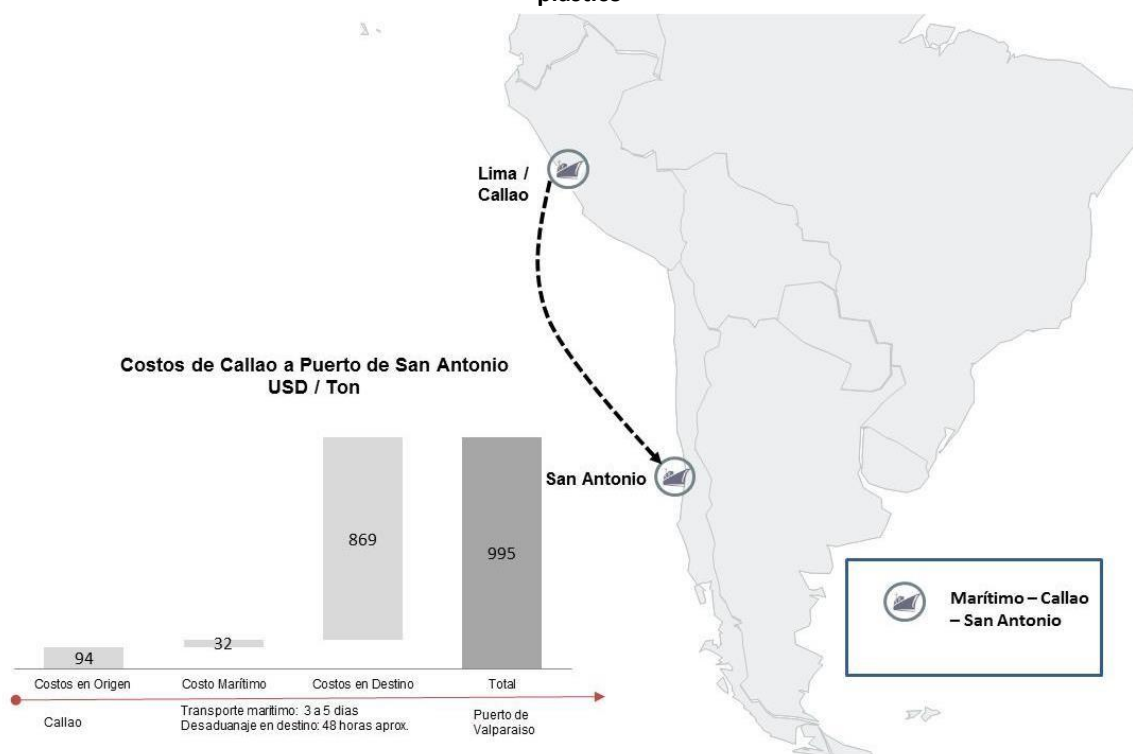 plastics
Lima /
Callao
Costos de Callao a Puerto de San Antonio
USD / Ton
San Antonio
869
995
94
32
Costos en Origen
Costo Marítimo
Costos en Destino
Total
Callao
Transporte marítimo: 3 a 5 días
Desaduanaje en destino: 48 horas aprox.
Puerto de
Valparaiso
Marítimo – Callao
– San Antonio